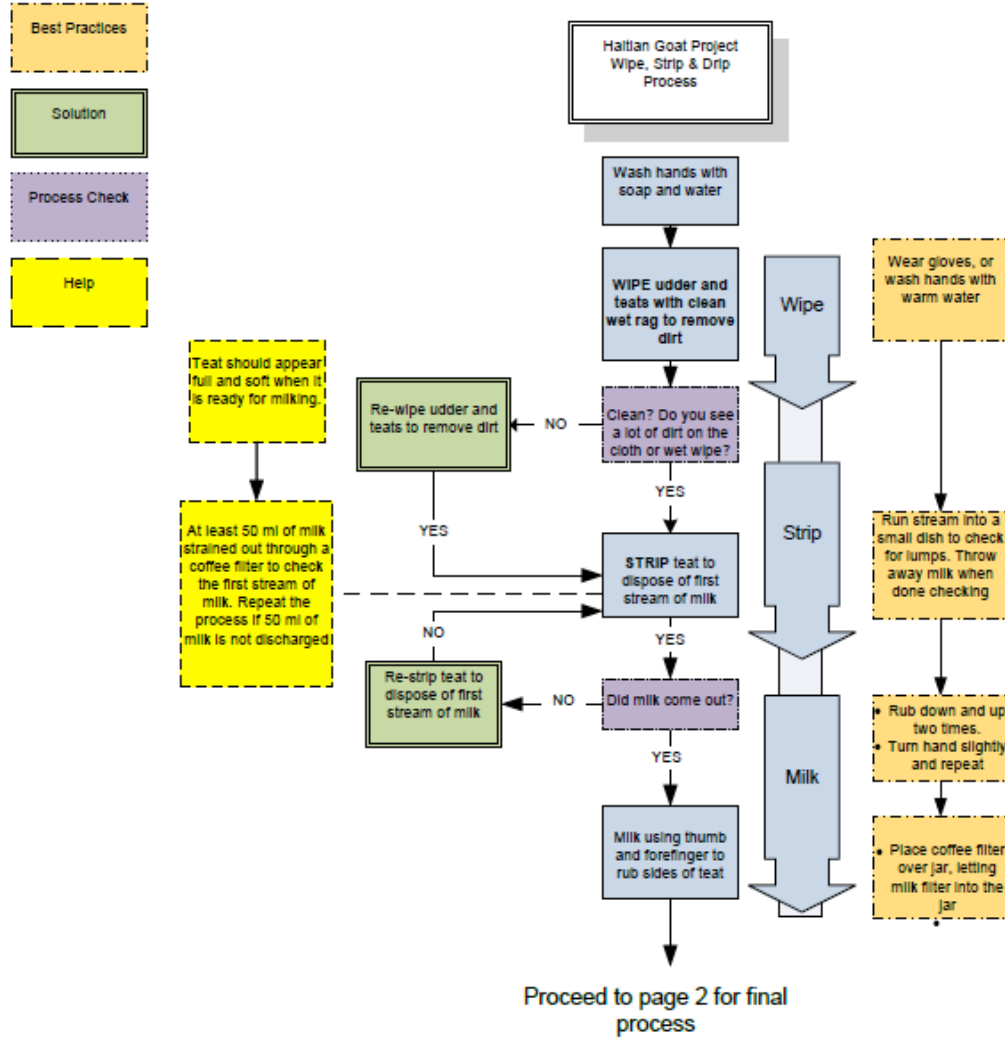 Best Practices
Solution
Process Check
Help
Haitian Goat Project
Wipe, Strip & Drip
Process
Wash hands with
soap and water
WIPE udder and
teats with clean
wet rag to remove
dirt
Clean? Do you see
a lot of dirt on the
cloth or wet wipe?
NO
Re-wipe udder and
teats to remove dirt
YES
YES
STRIP teat to
dispose of first
stream of milk
YES
Did milk come out?
NO
Re-strip teat to
dispose of first
stream of milk
NO
YES
Milk using thumb
and forefinger to
rub sides of teat
Proceed to page 2 for final
process
Teat should appear
full and soft when it
is ready for milking.
At least 50 ml of milk
strained out through a
coffee filter to check
the first stream of
milk. Repeat the
process if 50 ml of
milk is not discharged
Wipe
Strip
Milk
Wear gloves, or
wash hands with
warm water
Run stream into a
small dish to check
for lumps. Throw
away milk when
done checking
• Rub down and up
two times.
• Turn hand slightly
and repeat
• Place coffee filter
over jar, letting
milk filter into the
jar
•